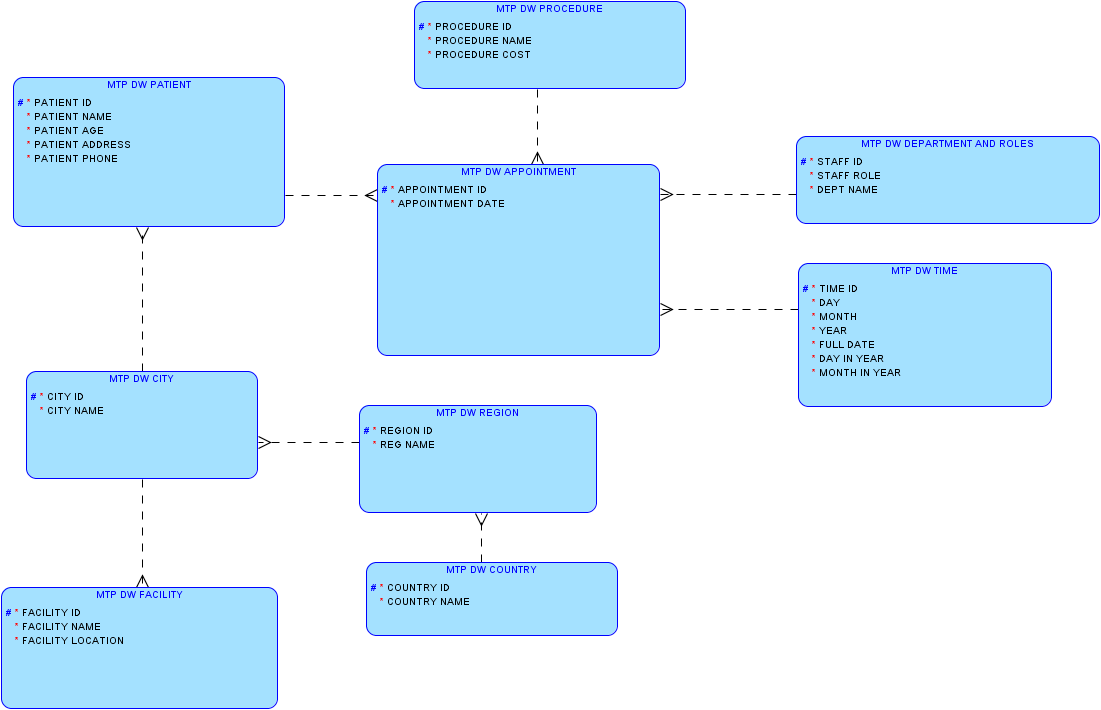 MTP DW PROCEDURE
# * PROCEDURE ID
* PROCEDURE NAME
* PROCEDURE COST
MTP DW PATIENT
# * PATIENT ID
* PATIENT NAME
* PATIENT AGE
* PATIENT ADDRESS
* PATIENT PHONE
MTP DW APPOINTMENT
# * APPOINTMENT ID
* APPOINTMENT DATE
MTP DW DEPARTMENT AND ROLES
# * STAFF ID
* STAFF ROLE
* DEPT NAME
MTP DW TIME
# * TIME ID
* DAY
* MONTH
* YEAR
* FULL DATE
* DAY IN YEAR
* MONTH IN YEAR
MTP DW CITY
# * CITY ID
* CITY NAME
MTP DW REGION
# * REGION ID
* REG NAME
MTP DW COUNTRY
# * COUNTRY ID
* COUNTRY NAME
MTP DW FACILITY
# * FACILITY ID
* FACILITY NAME
* FACILITY LOCATION